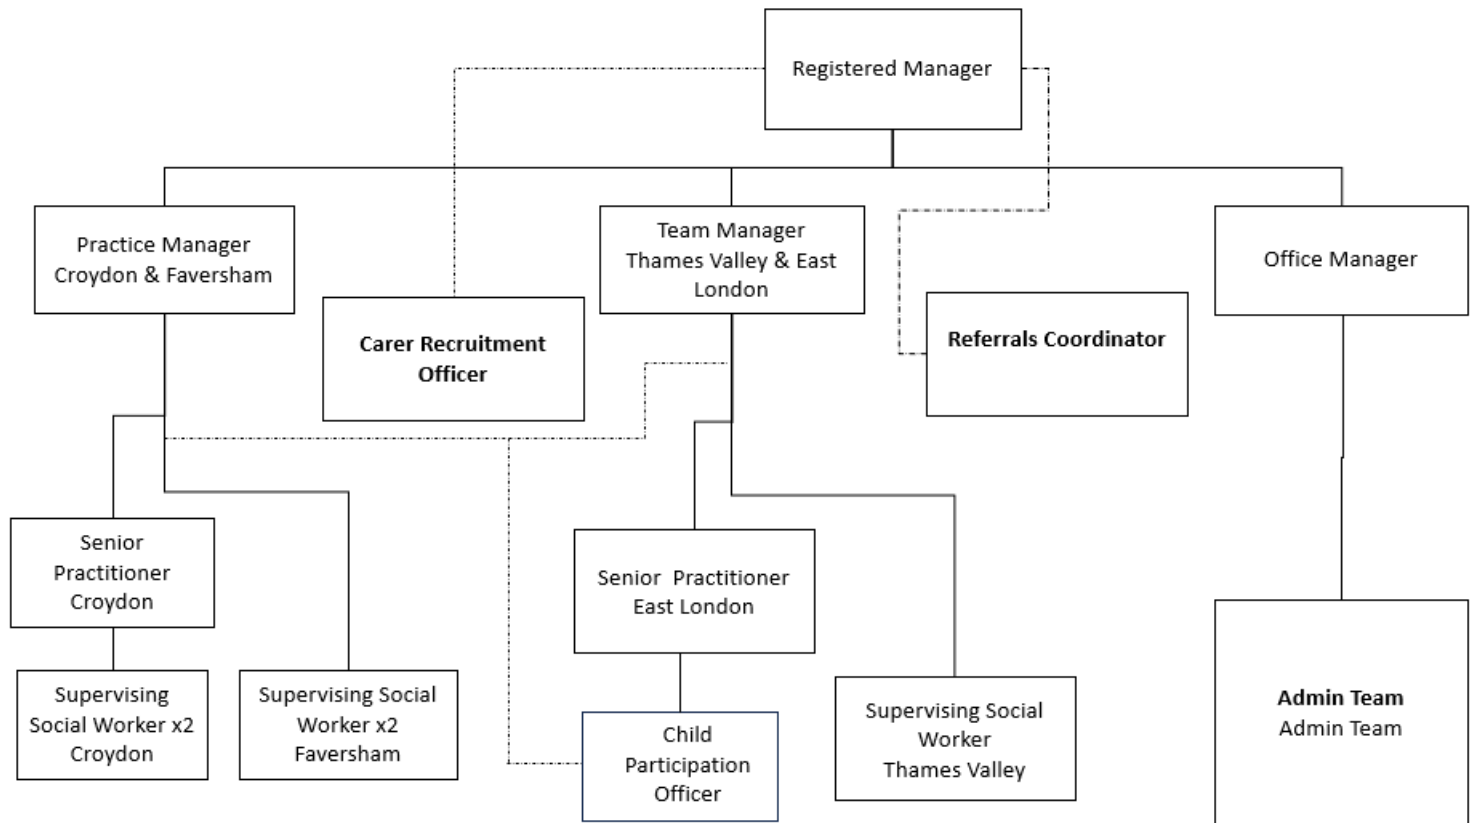 Registered Manager
Practice Manager
Croydon & Faversham
Team Manager
Thames Valley & East
London
Office Manager
Carer Recruitment
Officer
Referrals Coordinator
Senior
Practitioner
Croydon
Senior  Practitioner
East London
Supervising
Social Worker x2
Croydon
Supervising Social
Worker x2
Faversham
Child
Participation
Officer
Supervising Social
Worker
Thames Valley
Admin Team
Admin Team